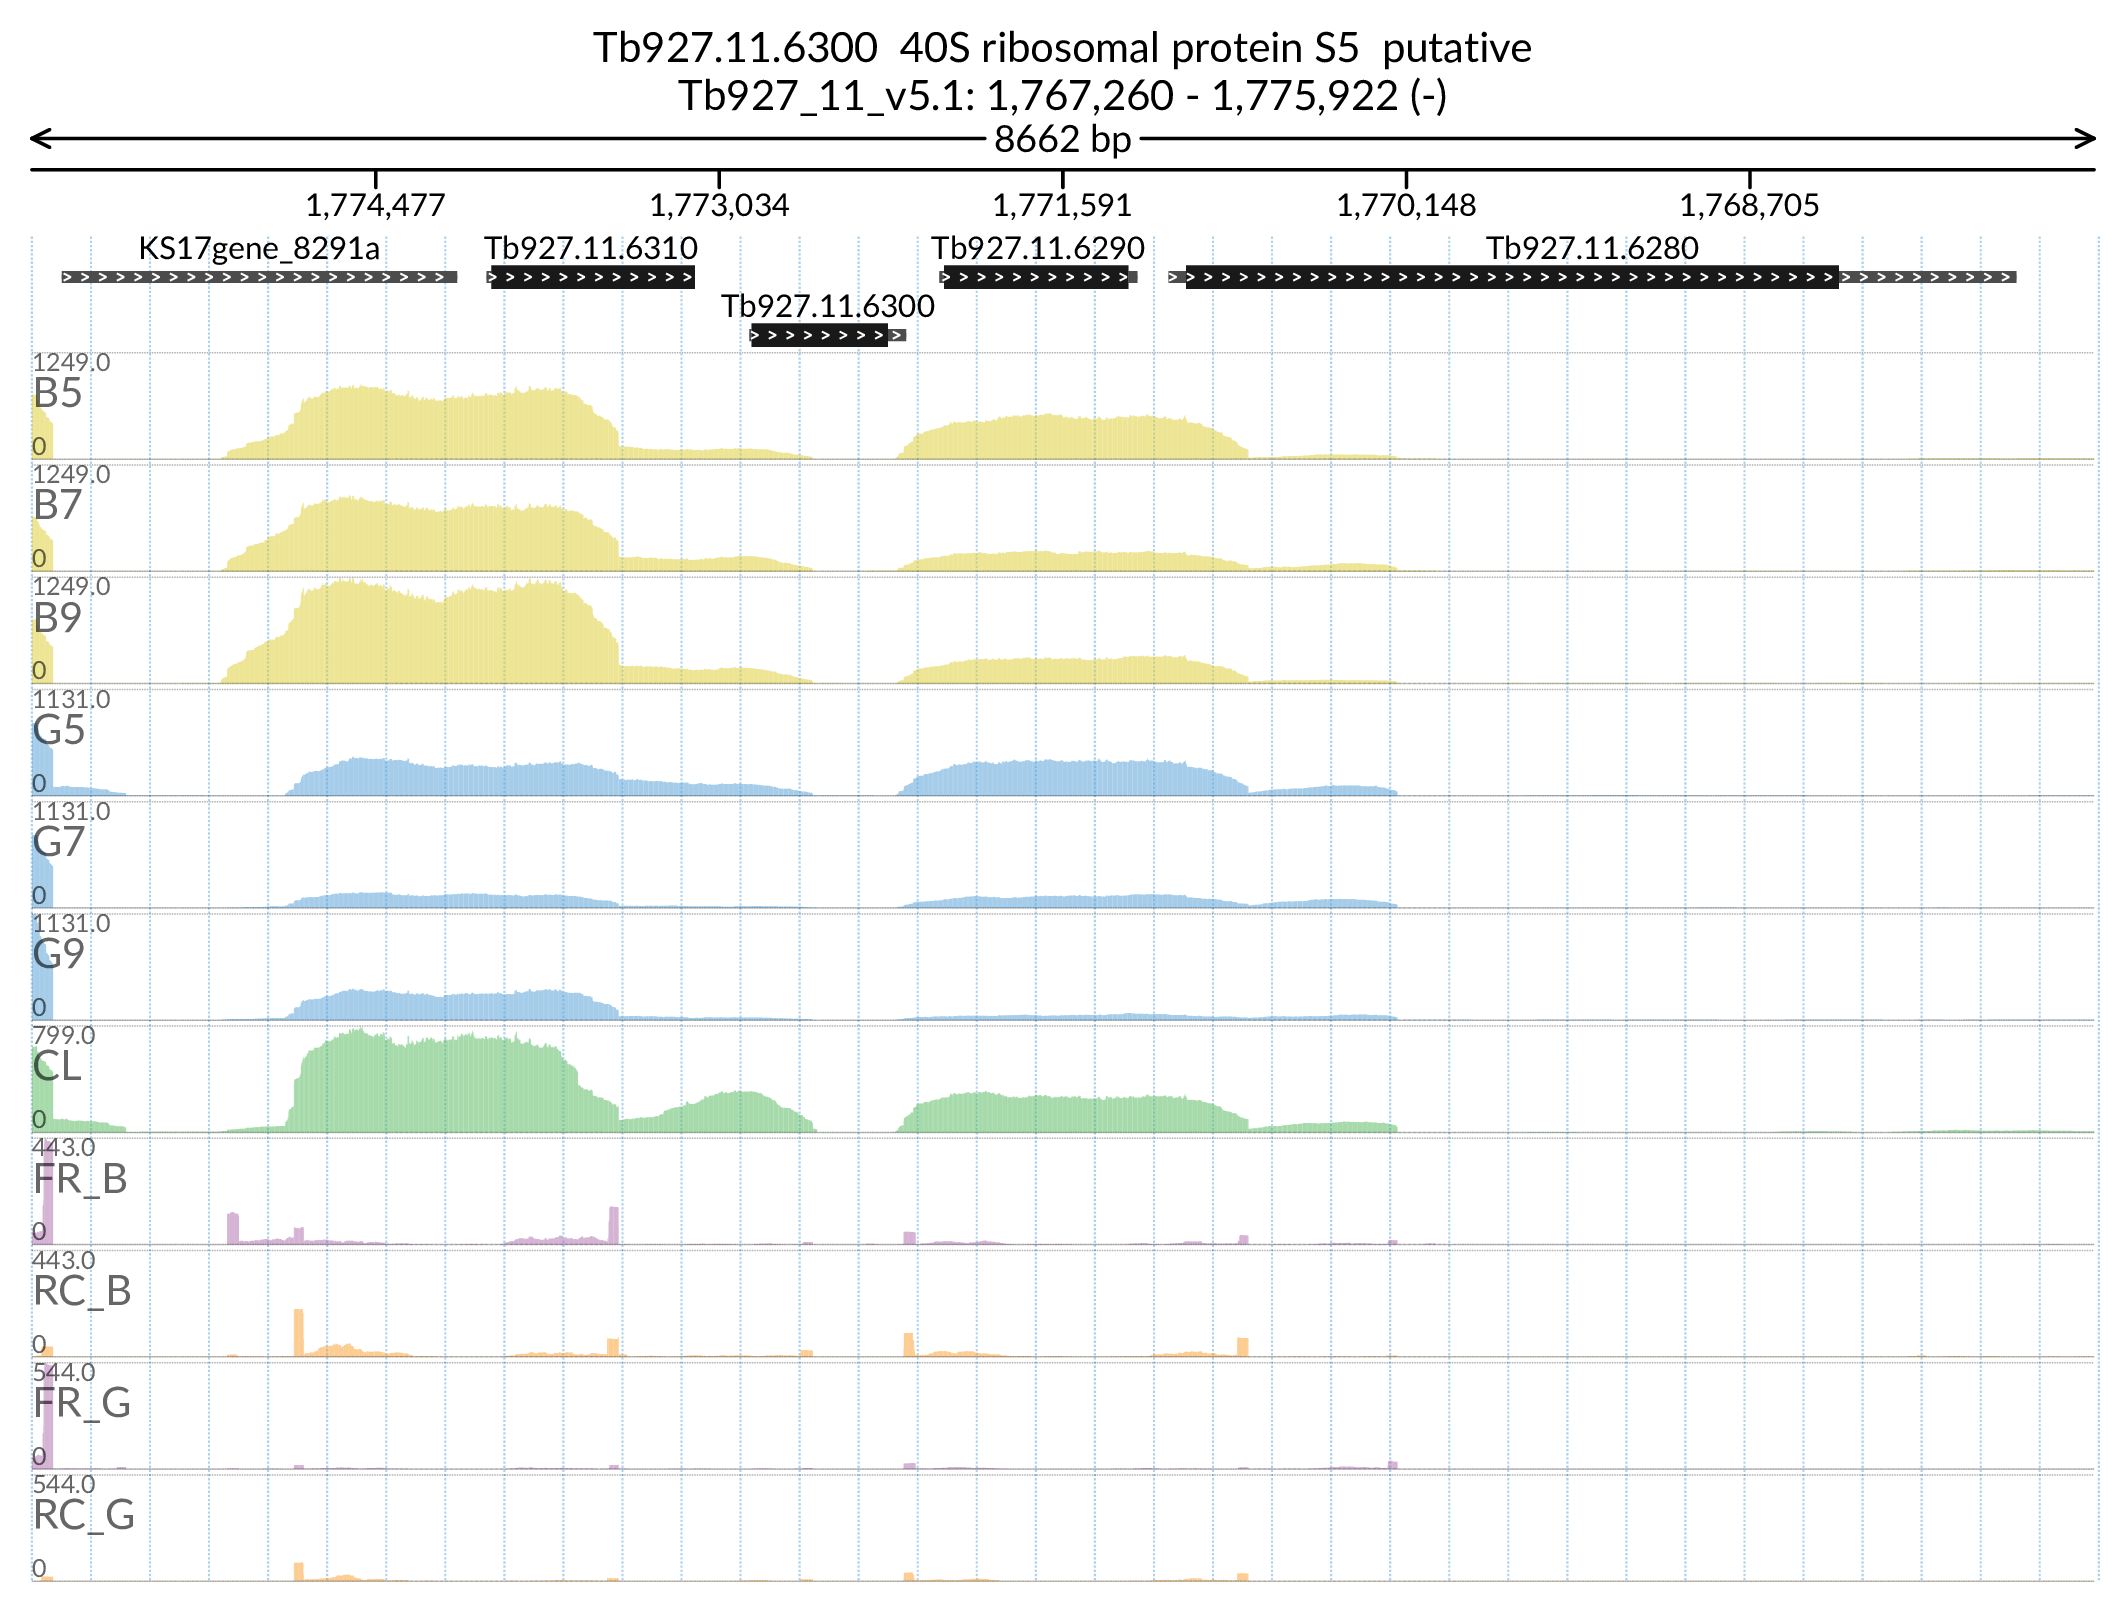 Tb927.11.6300  40S ribosomal protein S5  putative
Tb927_11_v5.1: 1,767,260 - 1,775,922 (-)
8662 bp
1,774,477 1,773,034 1,771,591 1,770,148 1,768,705
KS17gene_8291a Tb927.11.6310 Tb927.11.6290 Tb927.11.6280
Tb927.11.6300
1249.0
B5
0
1249.0
B7
0
1249.0
B9
0
1131.0
G5
0
1131.0
G7
0
1131.0
G9
0
799.0
CL
0
443.0
FR_B
0
443.0
RC_B
0
544.0
FR_G
0
544.0
RC_G
0